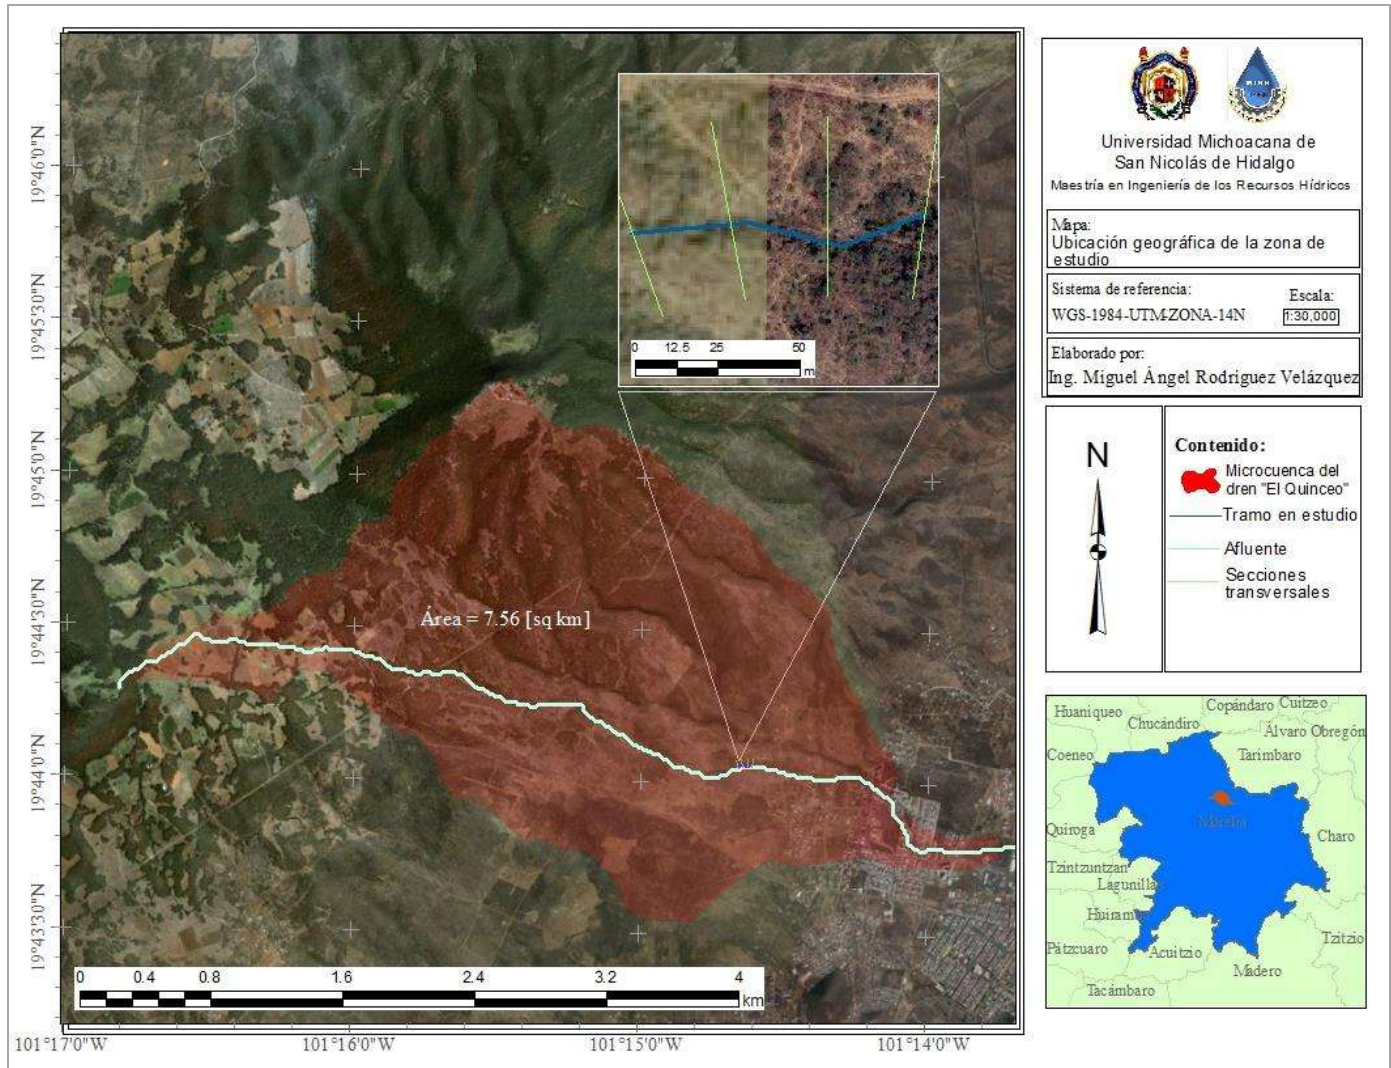 19°46'0"N
19°45'30"N
19°45'0"N
19°44'30"N
19°44'0"N
19°43'30"N
101°17'0"W
101°16'0"W
101°15'0"W
101°14'0"W
0 12.5 25 50
m
Área = 7.56 [sq km]
0 0.4 0.8 1.6 2.4 3.2 4
km
Universidad Michoacana de
San Nicolás de Hidalgo
Maestría en Ingeniería de los Recursos Hídricos
Mapa:
Ubicación geográfica de la zona de
estudio
Sistema de referencia:
WGS-1984-UTM-ZONA-14N
Escala:
1:30,000
Elaborado por:
Ing. Miguel Ángel Rodriguez Velázquez
N
Contenido:
Microcuenca del
dren "El Quinceo"
Tramo en estudio
Afluente
Secciones
transversales
Huaniqueo
Copándaro
Cuitzeo
Chucándiro
Álvaro Obregón
Coeneo
Tarimbaro
Morelia
Quiroga
Charo
Tzintzuntzan
Lagunillas
Huiramba
Pátzcuaro
Acuitzio
Tzitzio
Madero
Tacámbaro